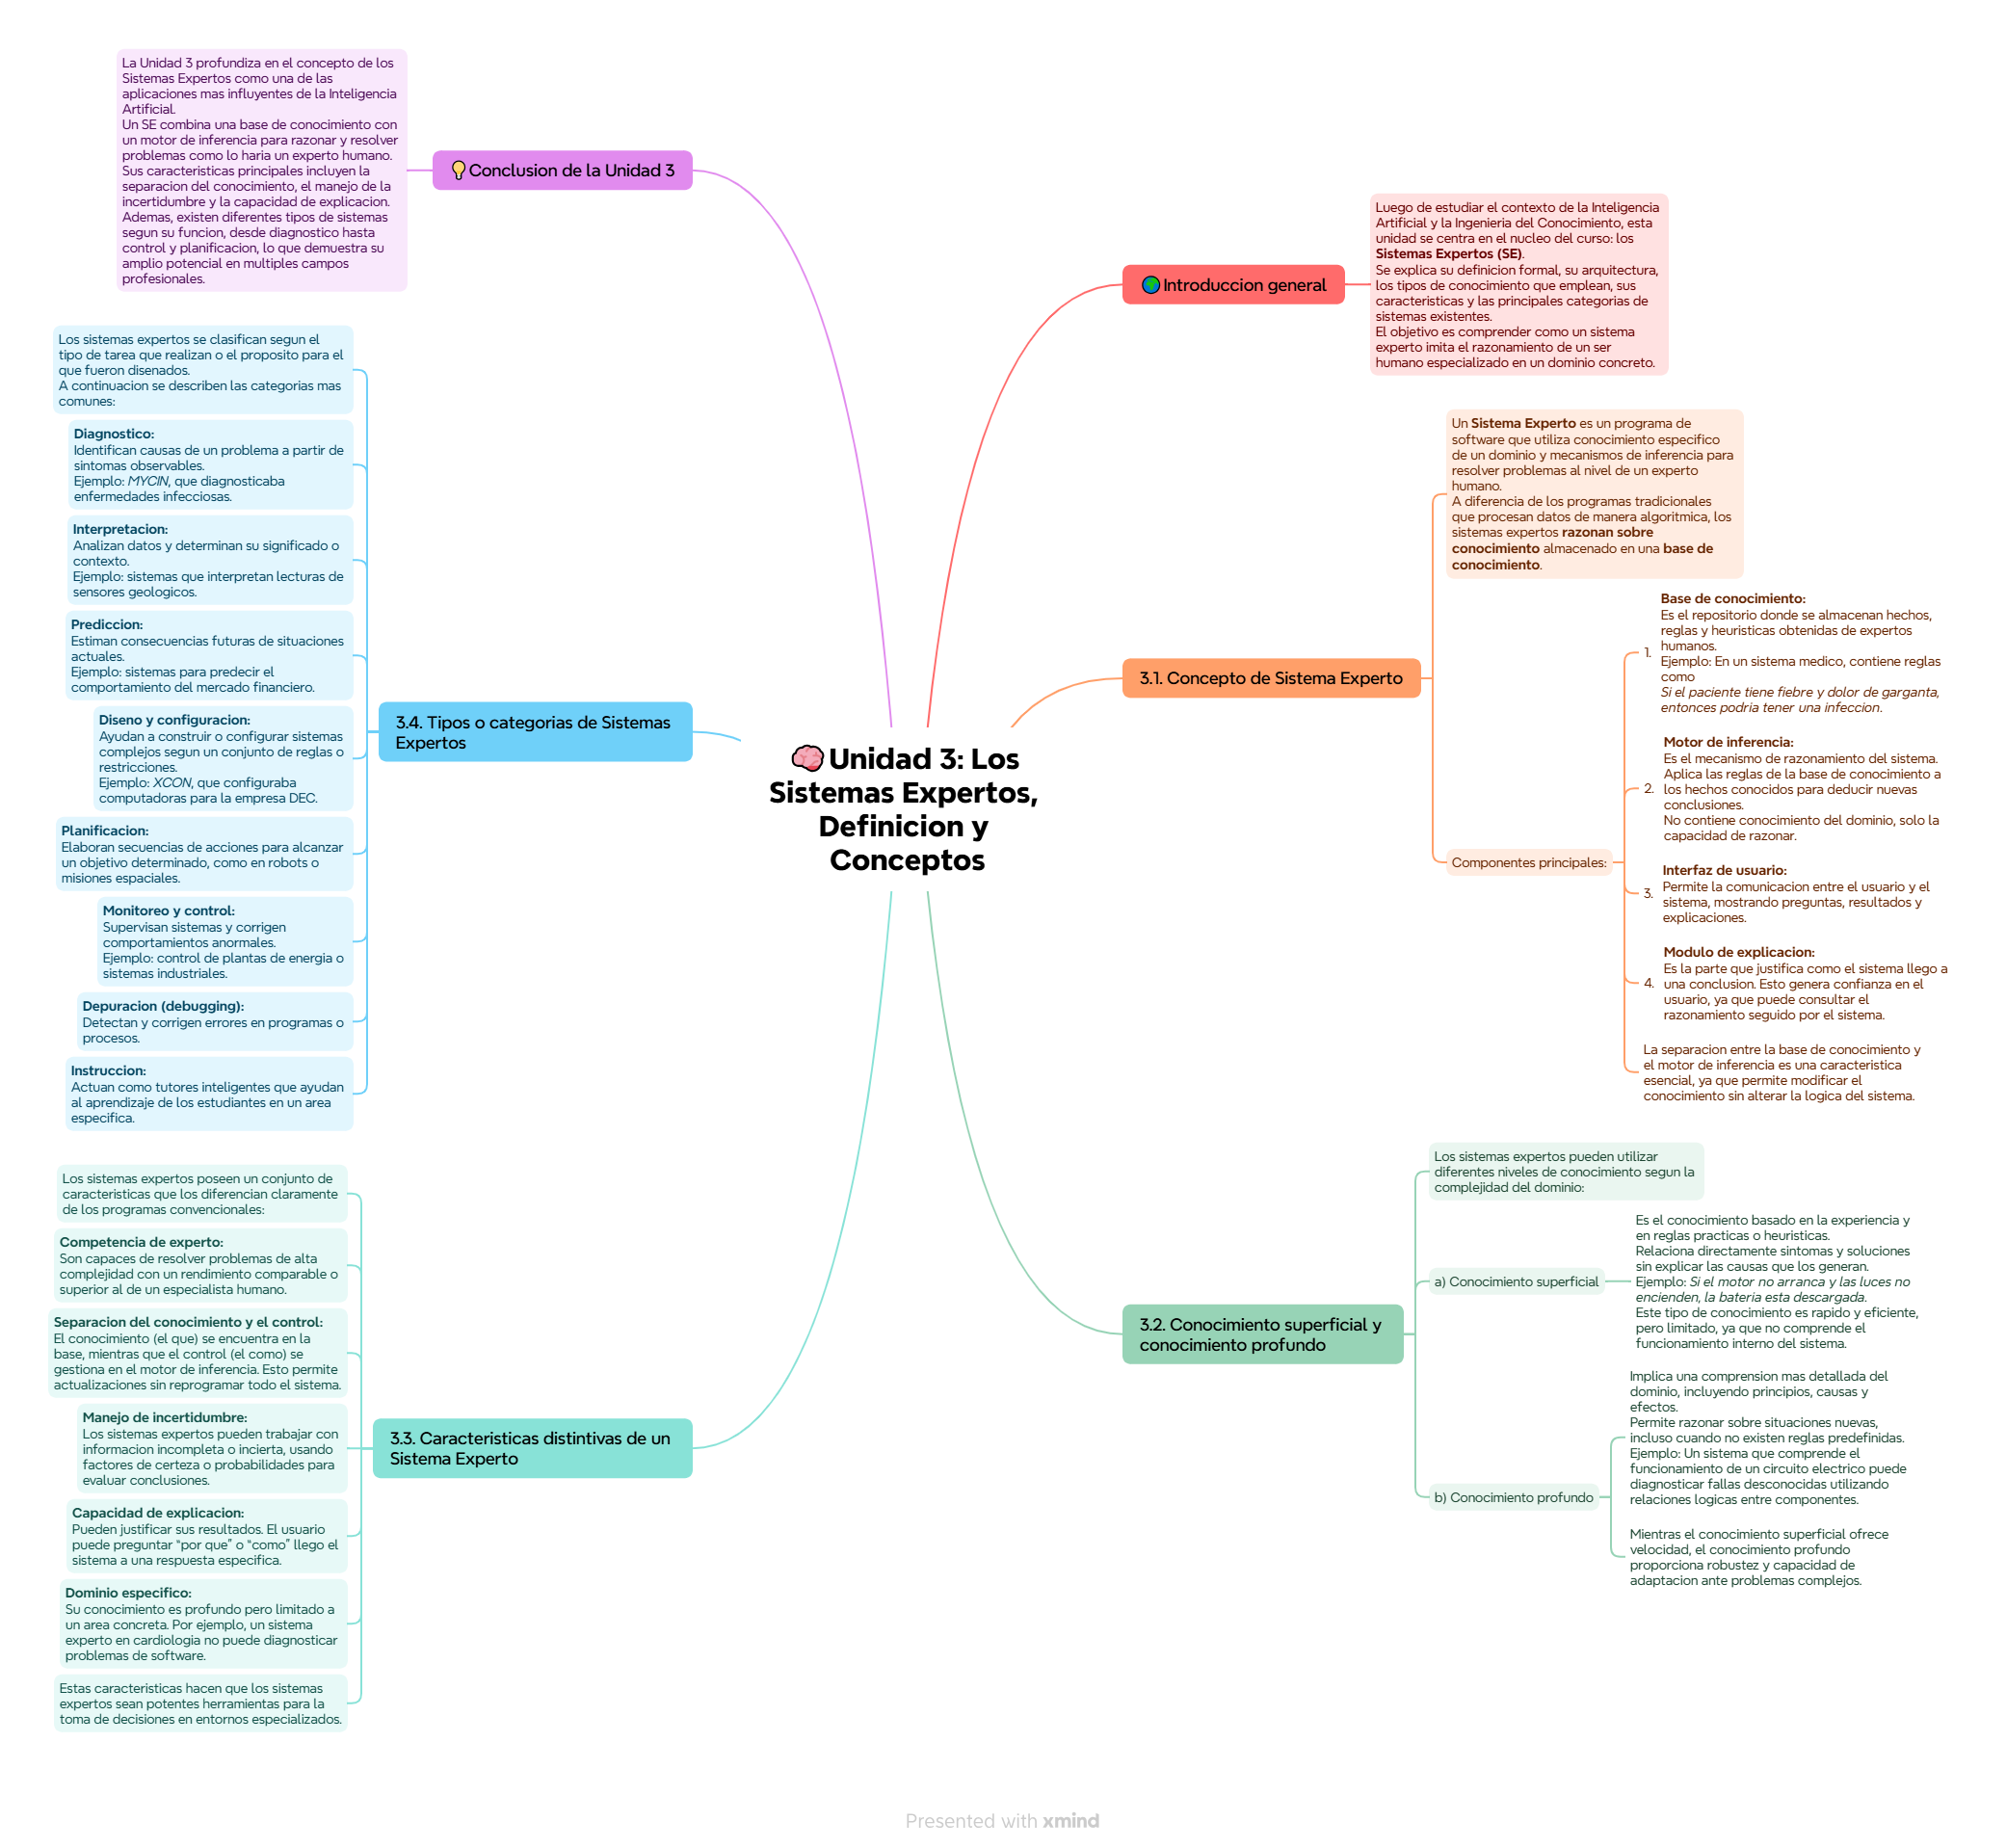 Unidad 3: Los
Sistemas Expertos,
Definicion y
Conceptos
Introduccion general
Luego de estudiar el contexto de la Inteligencia
Artificial y la Ingenieria del Conocimiento, esta
unidad se centra en el nucleo del curso: los
Sistemas Expertos (SE).
Se explica su definicion formal, su arquitectura,
los tipos de conocimiento que emplean, sus
caracteristicas y las principales categorias de
sistemas existentes.
El objetivo es comprender como un sistema
experto imita el razonamiento de un ser
humano especializado en un dominio concreto.
3.1. Concepto de Sistema Experto
Un Sistema Experto es un programa de
software que utiliza conocimiento especifico
de un dominio y mecanismos de inferencia para
resolver problemas al nivel de un experto
humano.
A diferencia de los programas tradicionales
que procesan datos de manera algoritmica, los
sistemas expertos razonan sobre
conocimiento almacenado en una base de
conocimiento.
Componentes principales:
1.
Base de conocimiento:
Es el repositorio donde se almacenan hechos,
reglas y heuristicas obtenidas de expertos
humanos.
Ejemplo: En un sistema medico, contiene reglas
como
Si el paciente tiene fiebre y dolor de garganta,
entonces podria tener una infeccion.
2.
Motor de inferencia:
Es el mecanismo de razonamiento del sistema.
Aplica las reglas de la base de conocimiento a
los hechos conocidos para deducir nuevas
conclusiones.
No contiene conocimiento del dominio, solo la
capacidad de razonar.
3.
Interfaz de usuario:
Permite la comunicacion entre el usuario y el
sistema, mostrando preguntas, resultados y
explicaciones.
4.
Modulo de explicacion:
Es la parte que justifica como el sistema llego a
una conclusion. Esto genera confianza en el
usuario, ya que puede consultar el
razonamiento seguido por el sistema.
La separacion entre la base de conocimiento y
el motor de inferencia es una caracteristica
esencial, ya que permite modificar el
conocimiento sin alterar la logica del sistema.
3.2. Conocimiento superficial y
conocimiento profundo
Los sistemas expertos pueden utilizar
diferentes niveles de conocimiento segun la
complejidad del dominio:
a) Conocimiento superficial
Es el conocimiento basado en la experiencia y
en reglas practicas o heuristicas.
Relaciona directamente sintomas y soluciones
sin explicar las causas que los generan.
Ejemplo: Si el motor no arranca y las luces no
encienden, la bateria esta descargada.
Este tipo de conocimiento es rapido y eficiente,
pero limitado, ya que no comprende el
funcionamiento interno del sistema.
b) Conocimiento profundo
Implica una comprension mas detallada del
dominio, incluyendo principios, causas y
efectos.
Permite razonar sobre situaciones nuevas,
incluso cuando no existen reglas predefinidas.
Ejemplo: Un sistema que comprende el
funcionamiento de un circuito electrico puede
diagnosticar fallas desconocidas utilizando
relaciones logicas entre componentes.
Mientras el conocimiento superficial ofrece
velocidad, el conocimiento profundo
proporciona robustez y capacidad de
adaptacion ante problemas complejos.
3.3. Caracteristicas distintivas de un
Sistema Experto
Los sistemas expertos poseen un conjunto de
caracteristicas que los diferencian claramente
de los programas convencionales:
Competencia de experto:
Son capaces de resolver problemas de alta
complejidad con un rendimiento comparable o
superior al de un especialista humano.
Separacion del conocimiento y el control:
El conocimiento (el que) se encuentra en la
base, mientras que el control (el como) se
gestiona en el motor de inferencia. Esto permite
actualizaciones sin reprogramar todo el sistema.
Manejo de incertidumbre:
Los sistemas expertos pueden trabajar con
informacion incompleta o incierta, usando
factores de certeza o probabilidades para
evaluar conclusiones.
Capacidad de explicacion:
Pueden justificar sus resultados. El usuario
puede preguntar “por que” o “como” llego el
sistema a una respuesta especifica.
Dominio especifico:
Su conocimiento es profundo pero limitado a
un area concreta. Por ejemplo, un sistema
experto en cardiologia no puede diagnosticar
problemas de software.
Estas caracteristicas hacen que los sistemas
expertos sean potentes herramientas para la
toma de decisiones en entornos especializados.
3.4. Tipos o categorias de Sistemas
Expertos
Los sistemas expertos se clasifican segun el
tipo de tarea que realizan o el proposito para el
que fueron disenados.
A continuacion se describen las categorias mas
comunes:
Diagnostico:
Identifican causas de un problema a partir de
sintomas observables.
Ejemplo: MYCIN, que diagnosticaba
enfermedades infecciosas.
Interpretacion:
Analizan datos y determinan su significado o
contexto.
Ejemplo: sistemas que interpretan lecturas de
sensores geologicos.
Prediccion:
Estiman consecuencias futuras de situaciones
actuales.
Ejemplo: sistemas para predecir el
comportamiento del mercado financiero.
Diseno y configuracion:
Ayudan a construir o configurar sistemas
complejos segun un conjunto de reglas o
restricciones.
Ejemplo: XCON, que configuraba
computadoras para la empresa DEC.
Planificacion:
Elaboran secuencias de acciones para alcanzar
un objetivo determinado, como en robots o
misiones espaciales.
Monitoreo y control:
Supervisan sistemas y corrigen
comportamientos anormales.
Ejemplo: control de plantas de energia o
sistemas industriales.
Depuracion (debugging):
Detectan y corrigen errores en programas o
procesos.
Instruccion:
Actuan como tutores inteligentes que ayudan
al aprendizaje de los estudiantes en un area
especifica.
Conclusion de la Unidad 3
La Unidad 3 profundiza en el concepto de los
Sistemas Expertos como una de las
aplicaciones mas influyentes de la Inteligencia
Artificial.
Un SE combina una base de conocimiento con
un motor de inferencia para razonar y resolver
problemas como lo haria un experto humano.
Sus caracteristicas principales incluyen la
separacion del conocimiento, el manejo de la
incertidumbre y la capacidad de explicacion.
Ademas, existen diferentes tipos de sistemas
segun su funcion, desde diagnostico hasta
control y planificacion, lo que demuestra su
amplio potencial en multiples campos
profesionales.
Presented with xmind